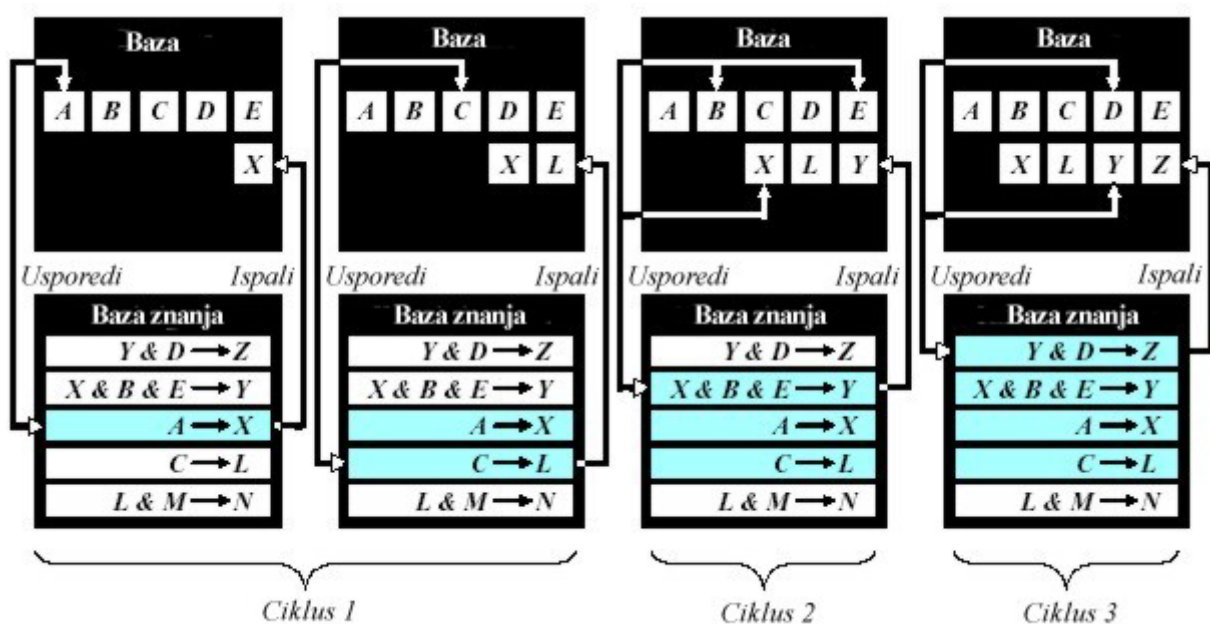 Baza
A B C D E
X
Usporedi Ispali
Baza znanja
Y & D → Z
X & B & E → Y
A → X
C → L
L & M → N
Baza
A B C D E
X L
Usporedi Ispali
Baza znanja
Y & D → Z
X & B & E → Y
A → X
C → L
L & M → N
Ciklus 1
Baza
A B C D E
X L Y
Usporedi Ispali
Baza znanja
Y & D → Z
X & B & E → Y
A → X
C → L
L & M → N
Ciklus 2
Baza
A B C D E
X L Y Z
Usporedi Ispali
Baza znanja
Y & D → Z
X & B & E → Y
A → X
C → L
L & M → N
Ciklus 3